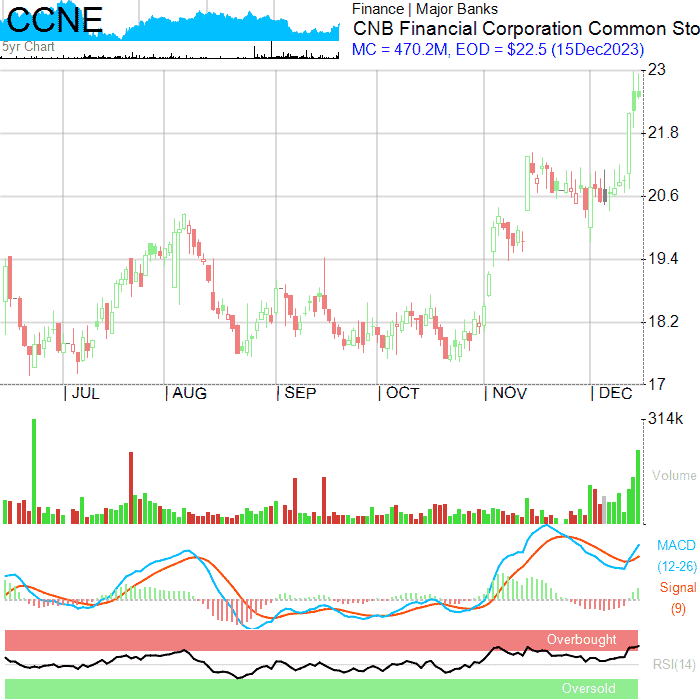 CCNE
5yr Chart
Finance | Major Banks
CNB Financial Corporation Common Sto
MC = 470.2M, EOD = $22.5 (15Dec2023)
23
21.8
20.6
19.4
18.2
17
| JUL | AUG | SEP | OCT | NOV | DEC
314k
Volume
MACD
(12-26)
Signal
(9)
Overbought
RSI(14)
Oversold